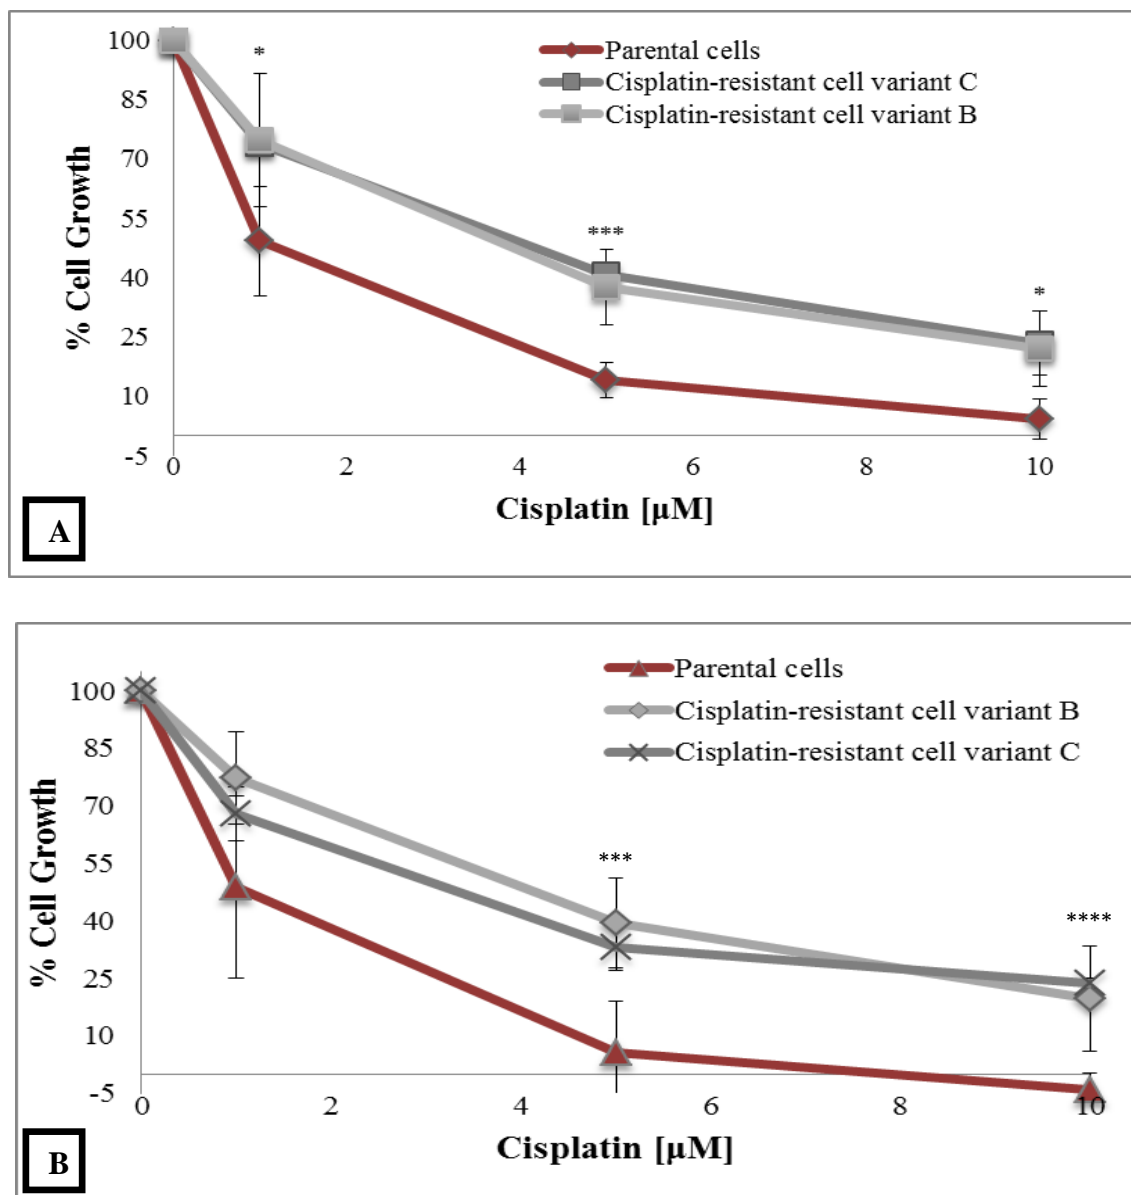 100
85
70
55
40
25
10
-5
% Cell Growth
*
***
*
Parental cells
Cisplatin-resistant cell variant C
Cisplatin-resistant cell variant B
0 2 4 6 8 10
Cisplatin [µM]
A
100
85
70
55
40
25
10
-5
% Cell Growth
***
****
Parental cells
Cisplatin-resistant cell variant B
Cisplatin-resistant cell variant C
0 2 4 6 8 10
Cisplatin [µM]
B